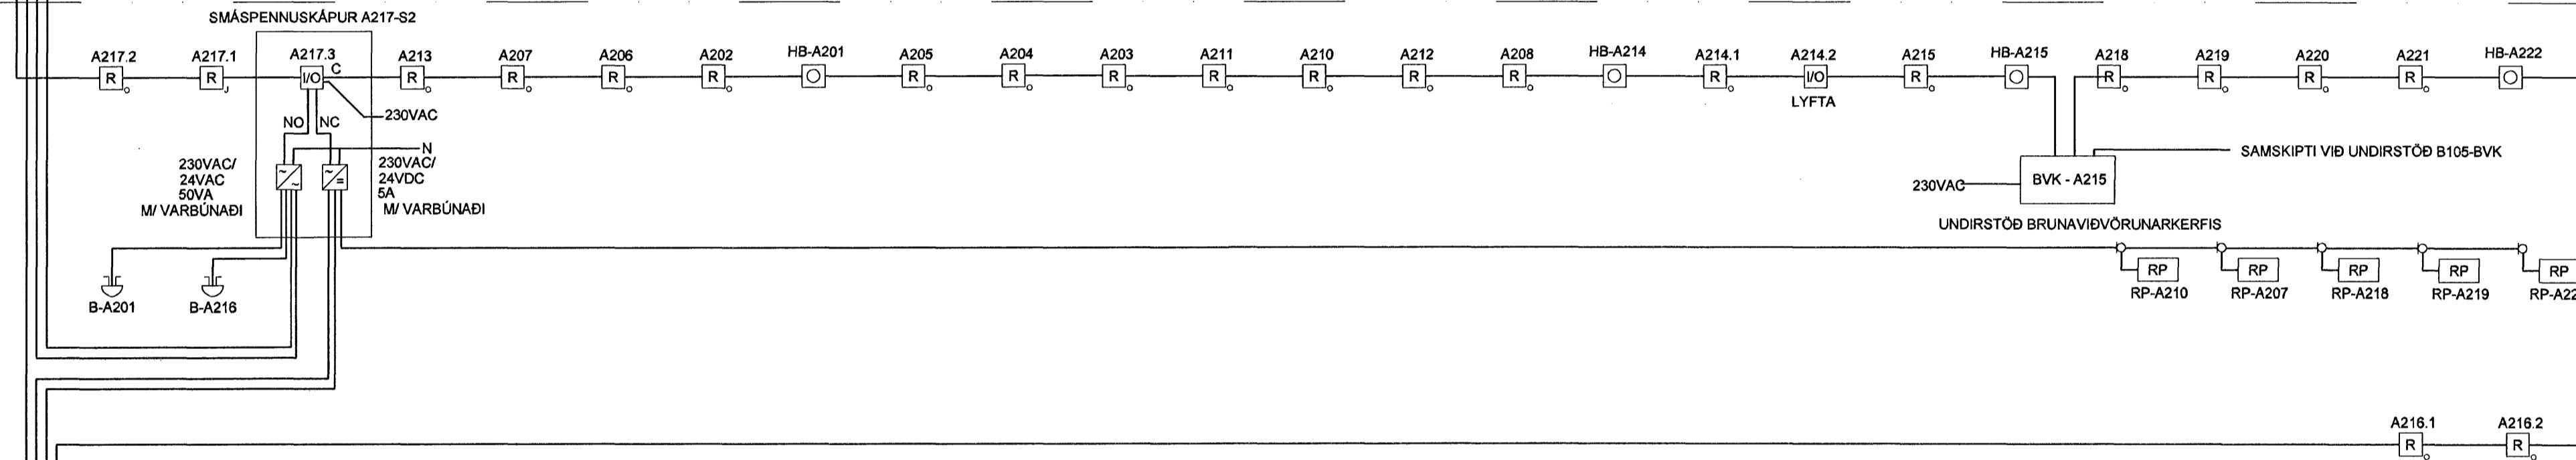 SMÁSPENNUSKÁPUR A217-S2
A217.2 A217.1 A217.3 A213 A207 A206 A202 HB-A201 A205 A204 A203 A211 A210 A212 A208 HB-A214 A214.1 A214.2 A215 HB-A215 A218 A219 A220 A221 HB-A222
R R I/O C R R R R R R R R R R R R I/O R R R R R
LYFTA
230VAC
NO NC
N
230VAC/
24VAC
50VA
M/ VARBÚNAÐI
230VAC/
24VDC
5A
M/ VARBÚNAÐI
SAMSKIPTI VIÐ UNDIRSTÖÐ B105-BVK
230VAC
BVK - A215
UNDIRSTÖÐ BRUNAVIÐVÖRUNARKERFIS
RP RP RP RP RP
RP-A210 RP-A207 RP-A218 RP-A219 RP-A22
B-A201 B-A216
A216.1 A216.2
R R